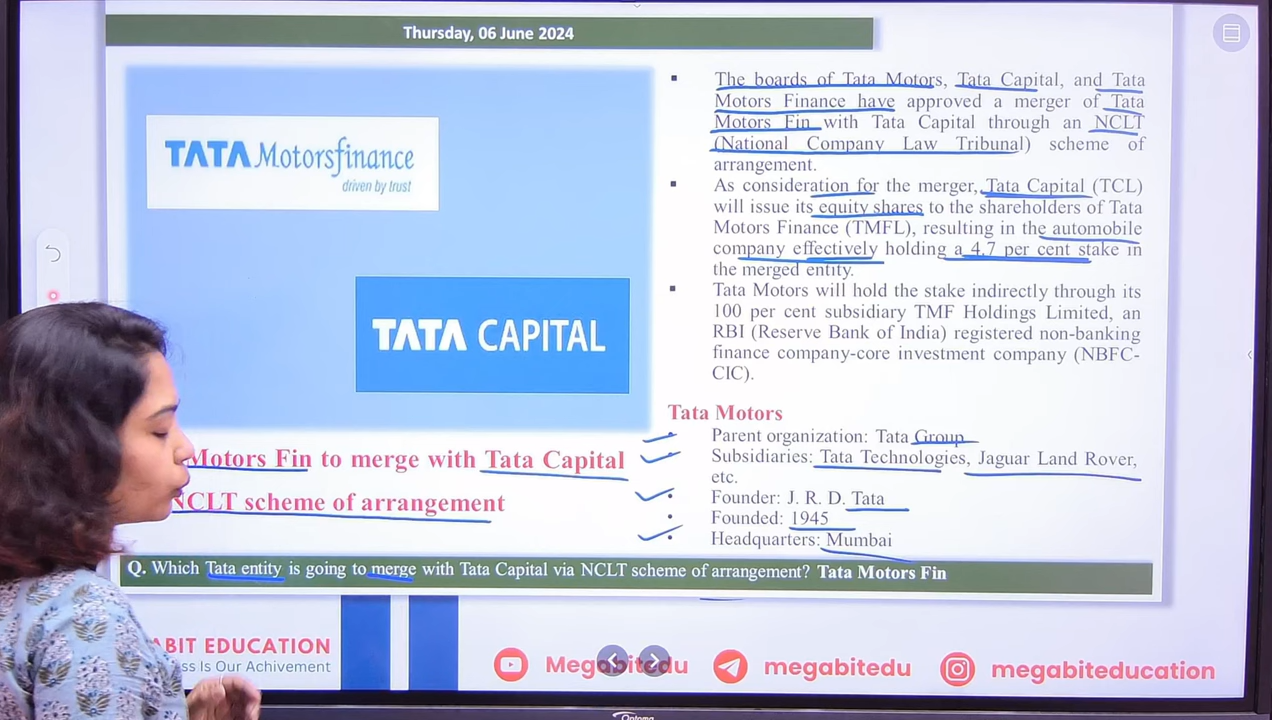 Thursday, 06 June 2024
TATA Motorsfinance
driven by trust
TATA CAPITAL
Motors Fin to merge with Tata Capital
NCLT scheme of arrangement
▪ The boards of Tata Motors, Tata Capital, and Tata
Motors Finance have approved a merger of Tata
Motors Fin with Tata Capital through an NCLT
(National Company Law Tribunal) scheme of
arrangement.
▪ As consideration for the merger, Tata Capital (TCL)
will issue its equity shares to the shareholders of Tata
Motors Finance (TMFL), resulting in the automobile
company effectively holding a 4.7 per cent stake in
the merged entity.
▪ Tata Motors will hold the stake indirectly through its
100 per cent subsidiary TMF Holdings Limited, an
RBI (Reserve Bank of India) registered non-banking
finance company-core investment company (NBFC-
CIC).
Tata Motors
• Parent organization: Tata Group
• Subsidiaries: Tata Technologies, Jaguar Land Rover,
etc.
• Founder: J. R. D. Tata
• Founded: 1945
• Headquarters: Mumbai
Q. Which Tata entity is going to merge with Tata Capital via NCLT scheme of arrangement? Tata Motors Fin
ABIT EDUCATION
ss Is Our Achivement
Megabitedu
megabitedu
megabiteducation
Optoma